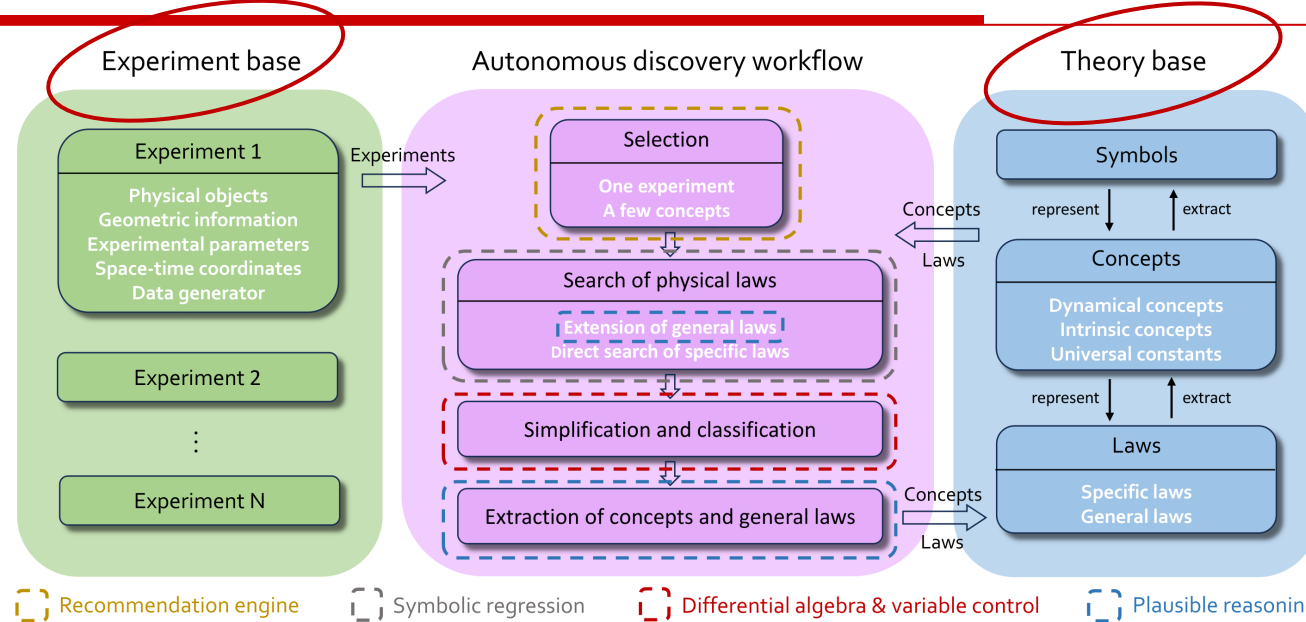 Experiment base
Autonomous discovery workflow
Theory base
Experiment 1
Physical objects
Geometric information
Experimental parameters
Space-time coordinates
Data generator
Experiment 2
⋮
Experiment N
Experiments
Selection
One experiment
A few concepts
Search of physical laws
Extension of general laws
Direct search of specific laws
Simplification and classification
Extraction of concepts and general laws
Concepts
Laws
Concepts
Laws
Symbols
represent
extract
Concepts
Dynamical concepts
Intrinsic concepts
Universal constants
represent
extract
Laws
Specific laws
General laws
Recommendation engine
Symbolic regression
Differential algebra & variable control
Plausible reasonin